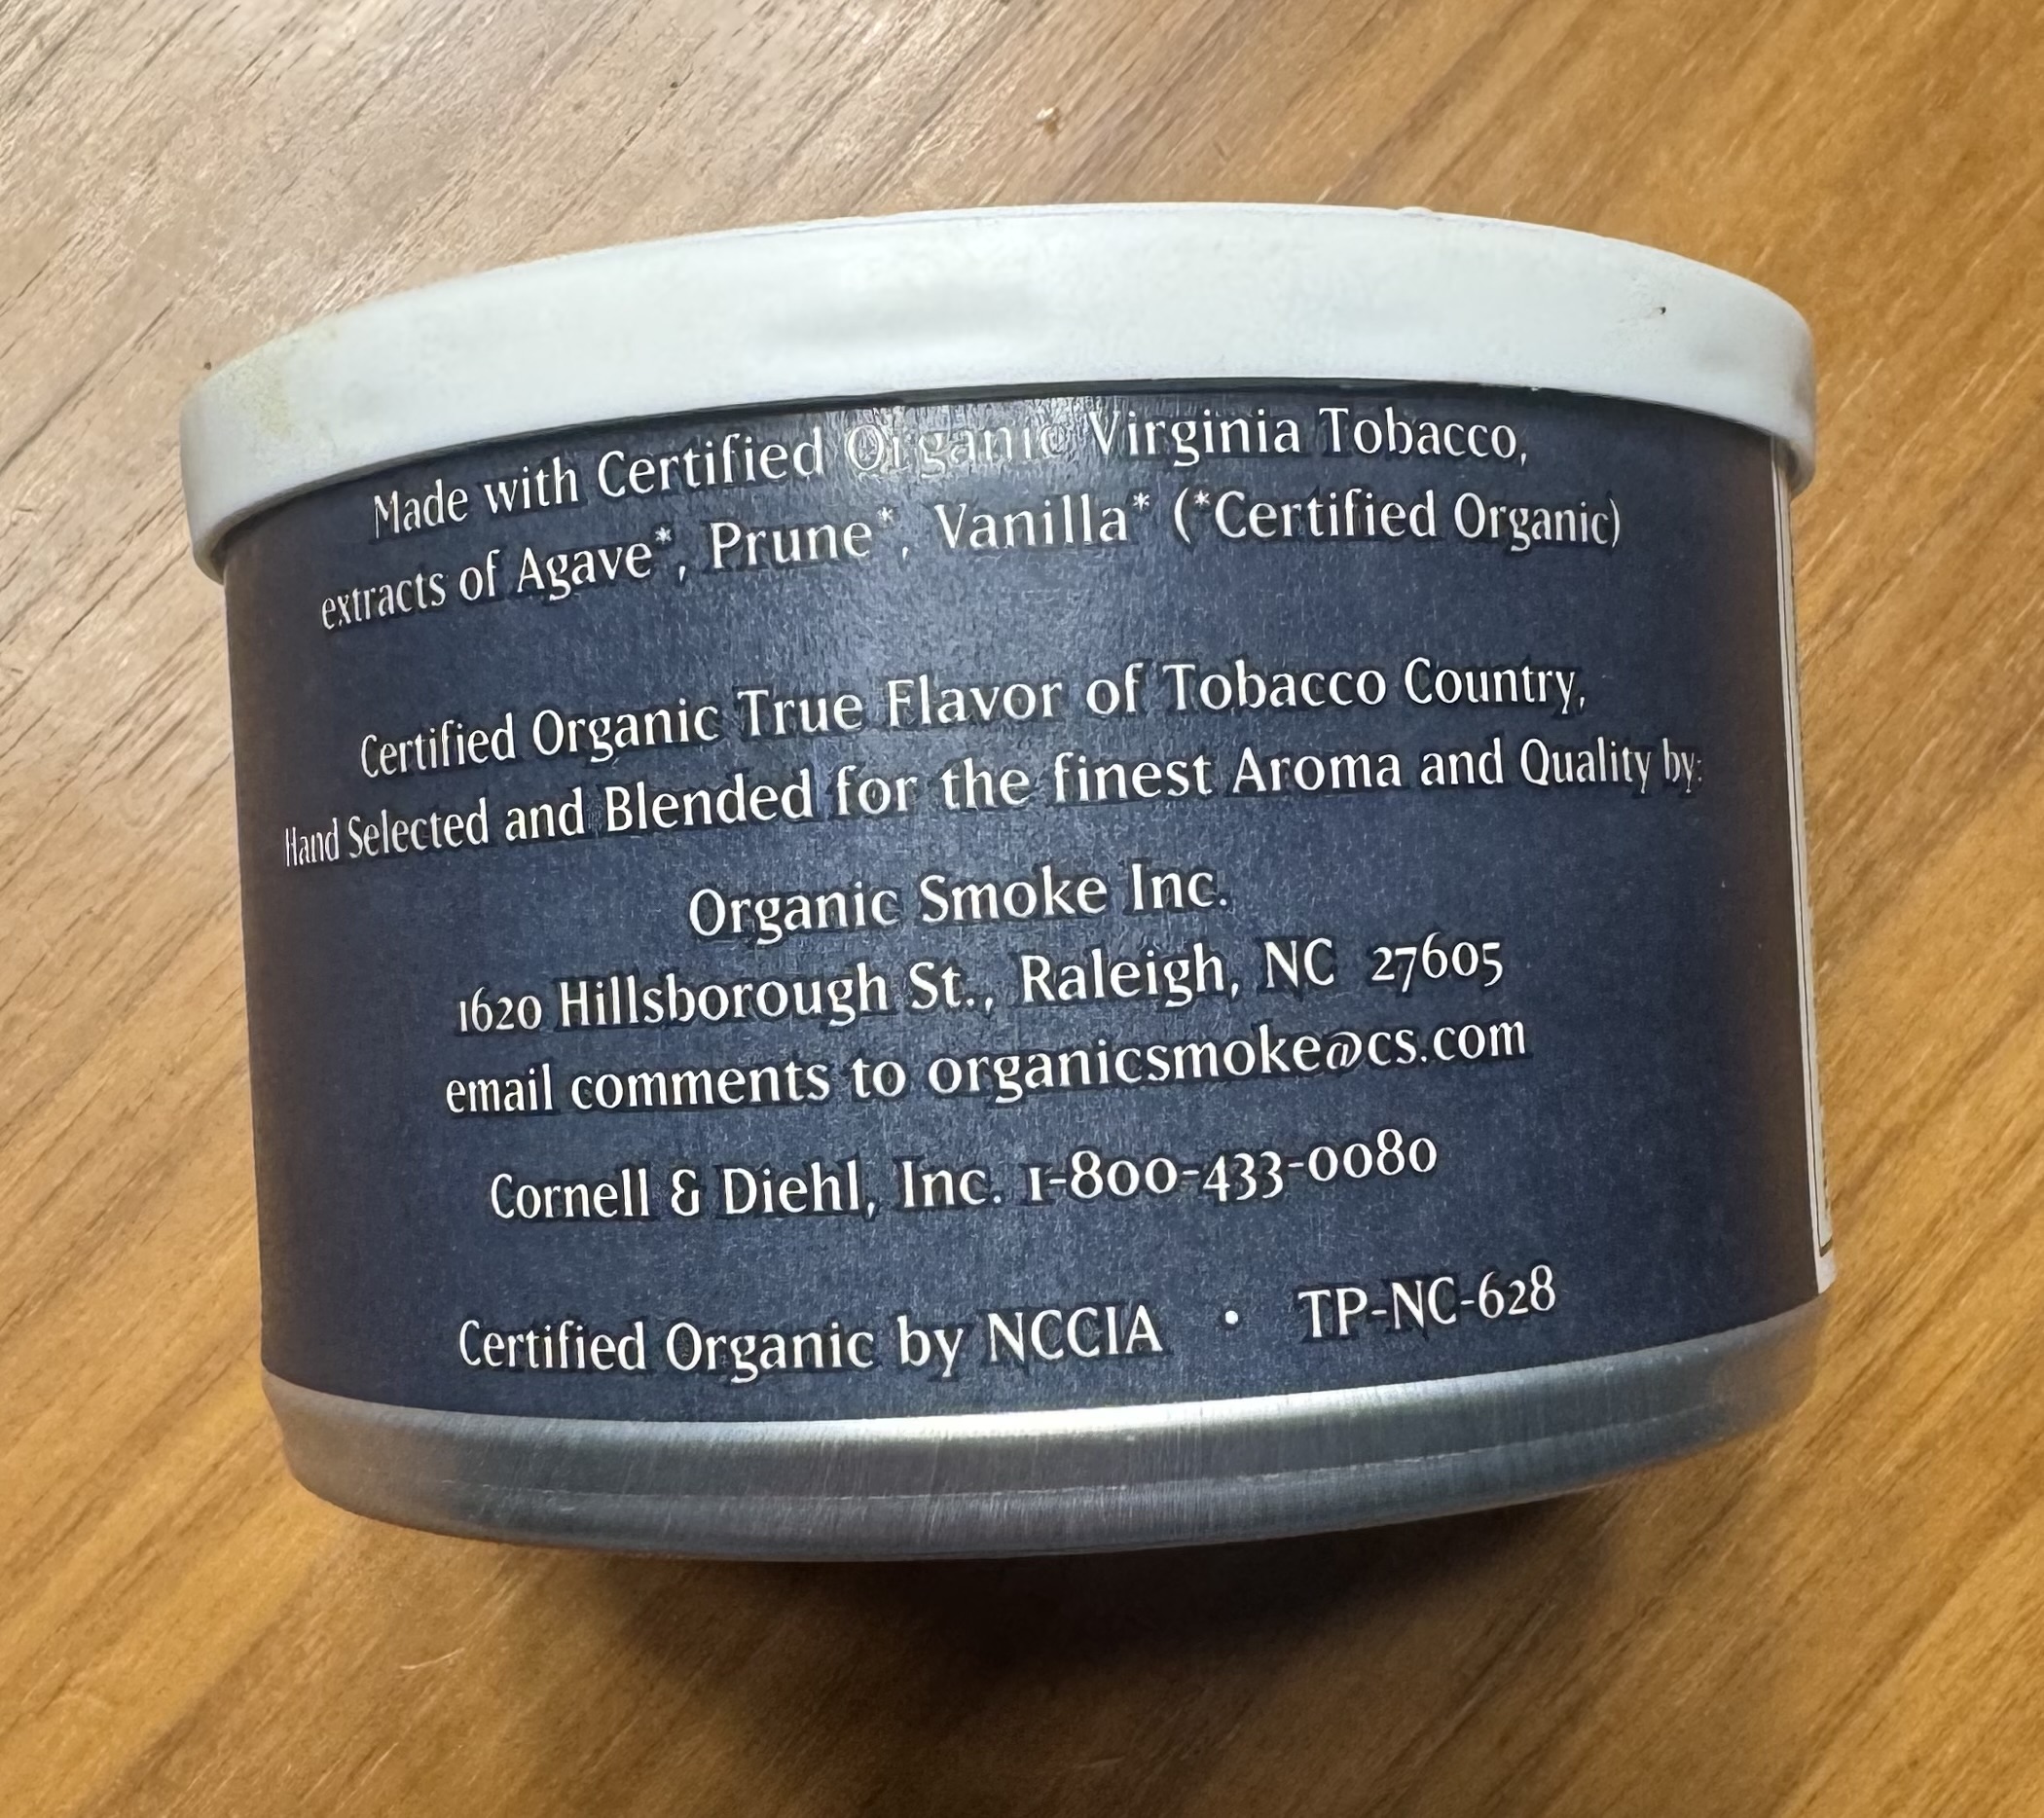 Made with Certified Organic Virginia Tobacco,
extracts of Agave*, Prune*, Vanilla* (*Certified Organic)
Certified Organic True Flavor of Tobacco Country,
Hand Selected and Blended for the finest Aroma and Quality by:
Organic Smoke Inc.
1620 Hillsborough St., Raleigh, NC 27605
email comments to organicsmoke@cs.com
Cornell & Diehl, Inc. 1-800-433-0080
Certified Organic by NCCIA • TP-NC-628